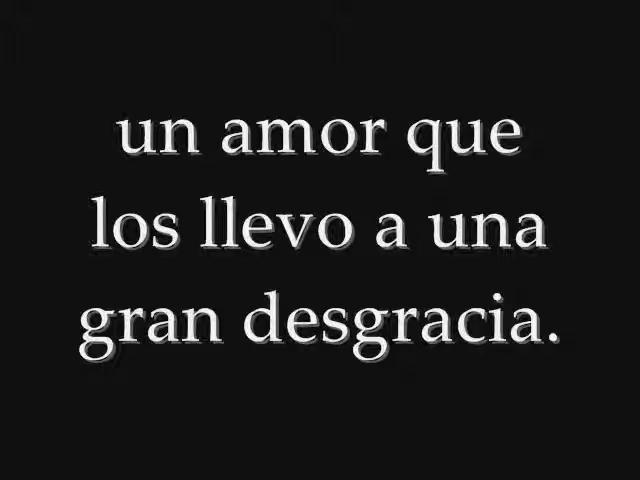 un amor que
los llevo a una
gran desgracia.